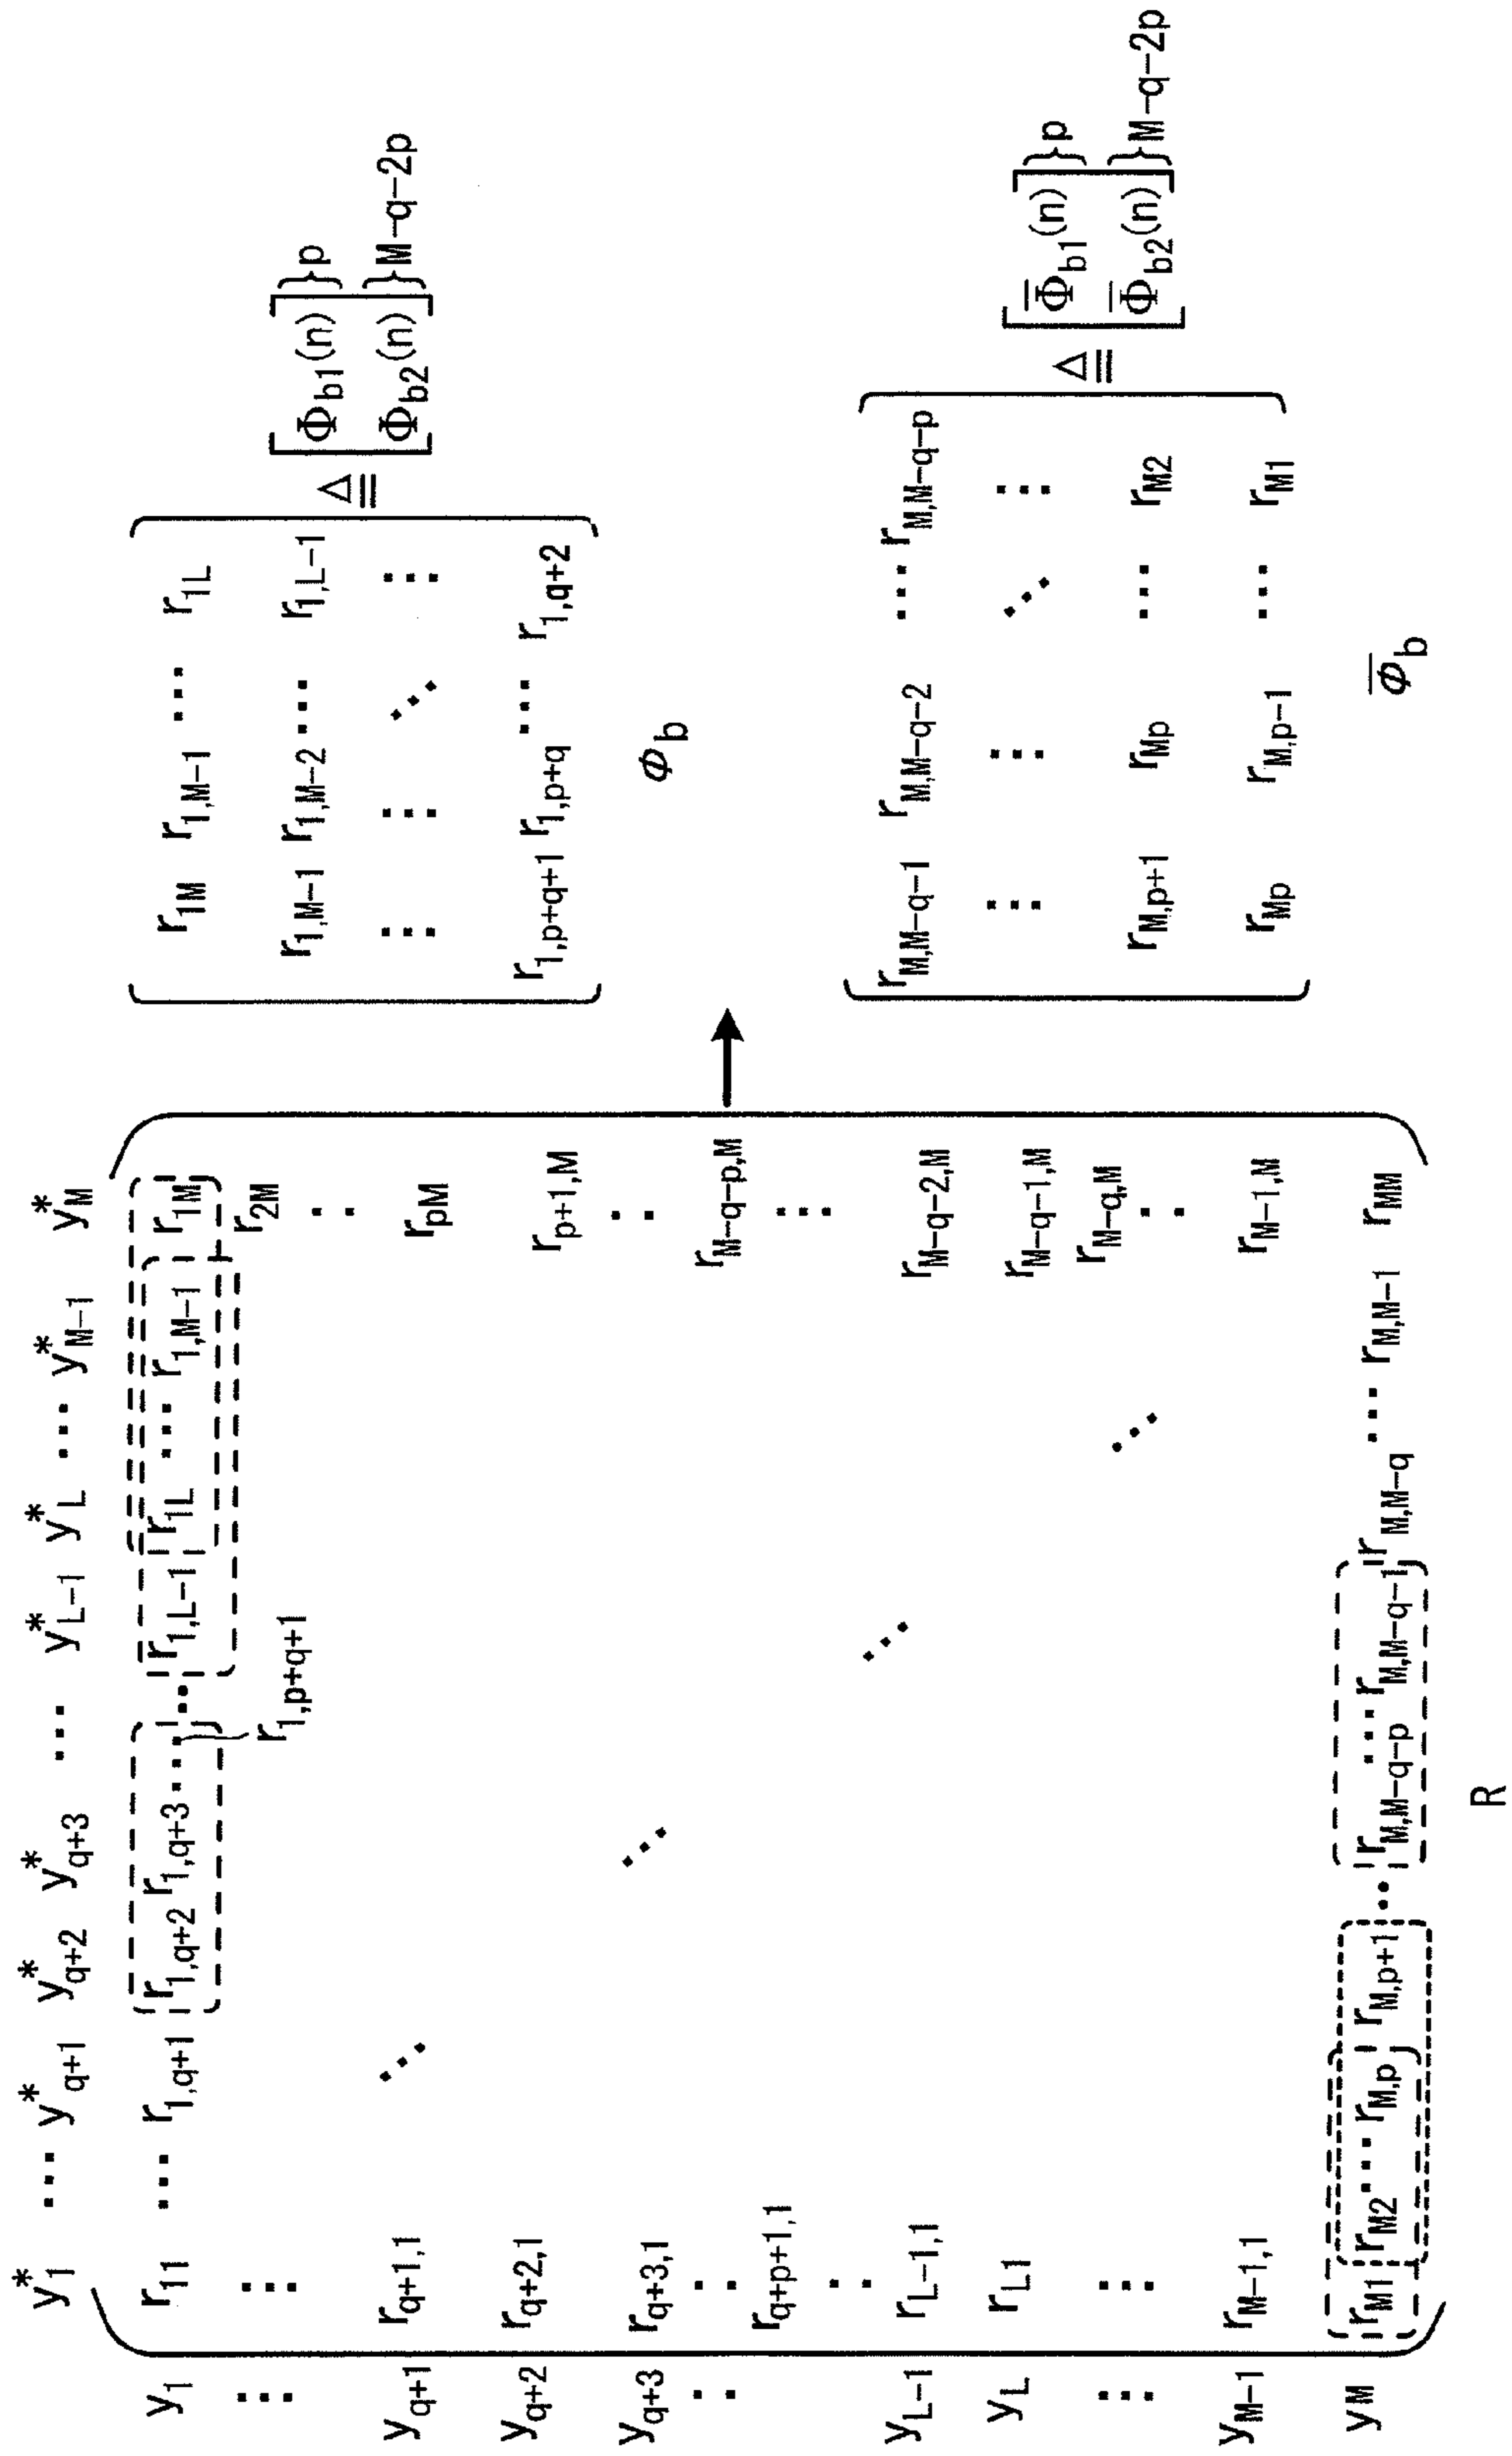 y*1 ⋯ y*q+1 y*q+2 y*q+3 ⋯ y*L-1 y*L ⋯ y*M-1 y*M
y1 r11 ⋯ r1,q+1 r1,q+2 r1,q+3 ⋯ r1,L-1 r1L ⋯ r1,M-1 r1M
⋮ ⋮ r2M
r1,p+q+1 ⋮
yq+1 rq+1,1 ⋱ rpM
yq+2 rq+2,1 rp+1,M
yq+3 rq+3,1 ⋱ ⋮
⋮ ⋮ rM-q-p,M
rq+p+1,1 ⋮
⋮
yL-1 rL-1,1 ⋱ rM-q-2,M
yL rL1 rM-q-1,M
⋮ ⋮ ⋱ rM-q,M
⋮
yM-1 rM-1,1 rM-1,M
yM rM1 rM2 ⋯ rM,p rM,p+1 ⋯ rM,M-q-p ⋯ rM,M-q-1 rM,M-q ⋯ rM,M-1 rMM
R
→
r1M r1,M-1 ⋯ r1L
r1,M-1 r1,M-2 ⋯ r1,L-1
⋮ ⋮ ⋱ ⋮
r1,p+q+1 r1,p+q ⋯ r1,q+2
≜ [Φb1(n) }p
Φb2(n)] }M-q-2p
Φb
rM,M-q-1 rM,M-q-2 ⋯ rM,M-q-p
⋮ ⋮ ⋱ ⋮
rM,p+1 rMp ⋯ rM2
rMp rM,p-1 ⋯ rM1
≜ [Φ̅b1(n) }p
Φ̅b2(n)] }M-q-2p
Φ̅b